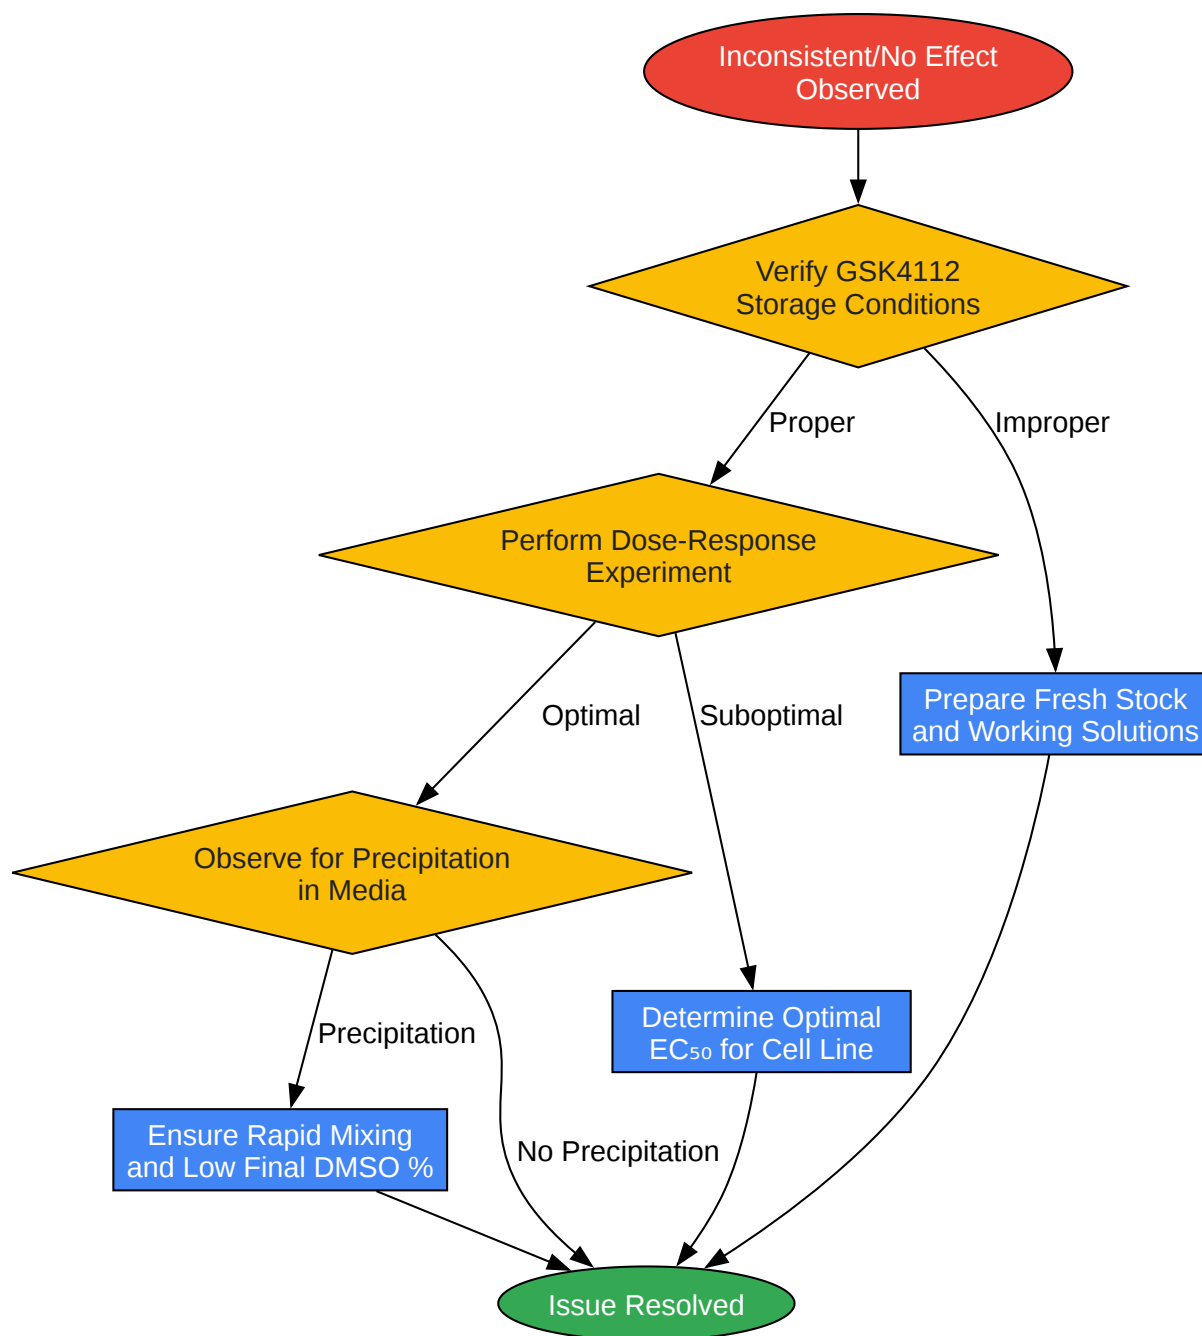 Inconsistent/No Effect
Observed
Verify GSK4112
Storage Conditions
Proper
Improper
Perform Dose-Response
Experiment
Optimal
Suboptimal
Prepare Fresh Stock
and Working Solutions
Observe for Precipitation
in Media
Determine Optimal
EC₅₀ for Cell Line
Precipitation
Ensure Rapid Mixing
and Low Final DMSO %
No Precipitation
Issue Resolved